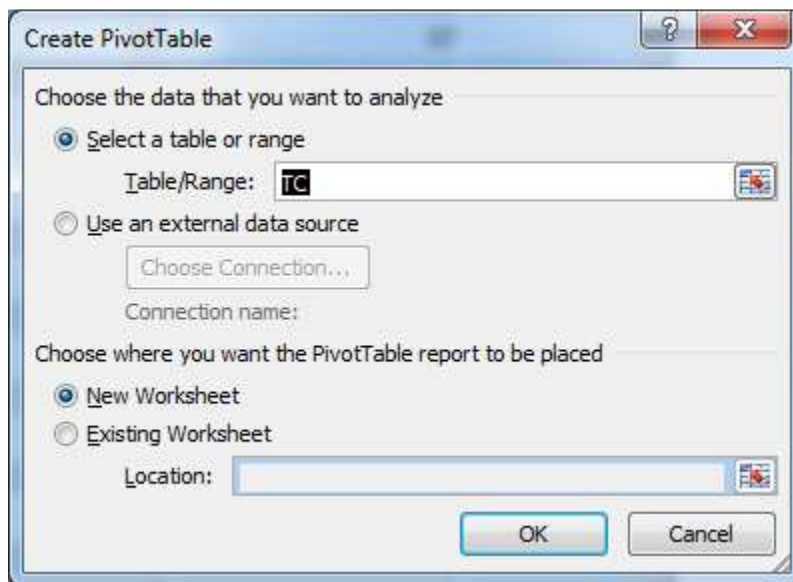 Create PivotTable
Choose the data that you want to analyze
Select a table or range
Table/Range: TC
Use an external data source
Choose Connection...
Connection name:
Choose where you want the PivotTable report to be placed
New Worksheet
Existing Worksheet
Location:
OK Cancel